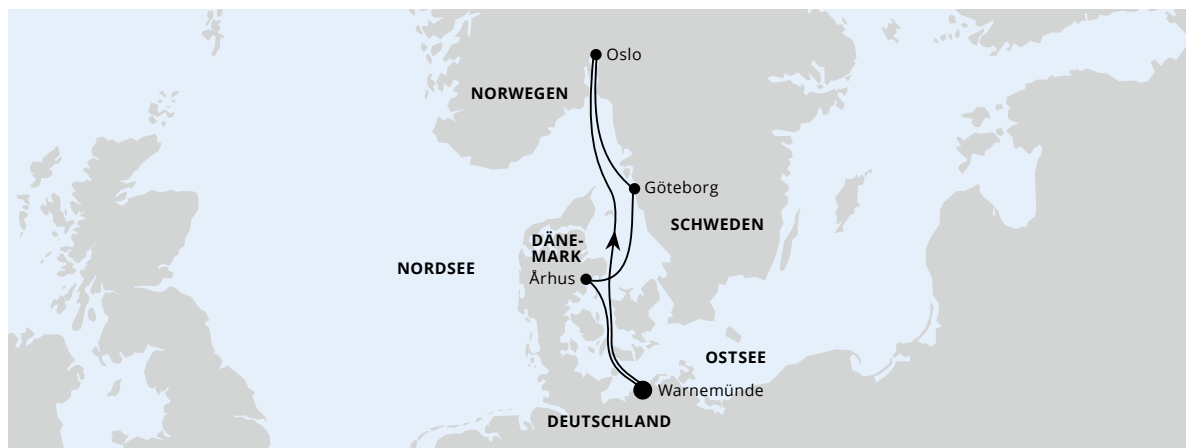 Oslo
NORWEGEN
Göteborg
SCHWEDEN
DÄNE-
MARK
NORDSEE
Århus
OSTSEE
Warnemünde
DEUTSCHLAND